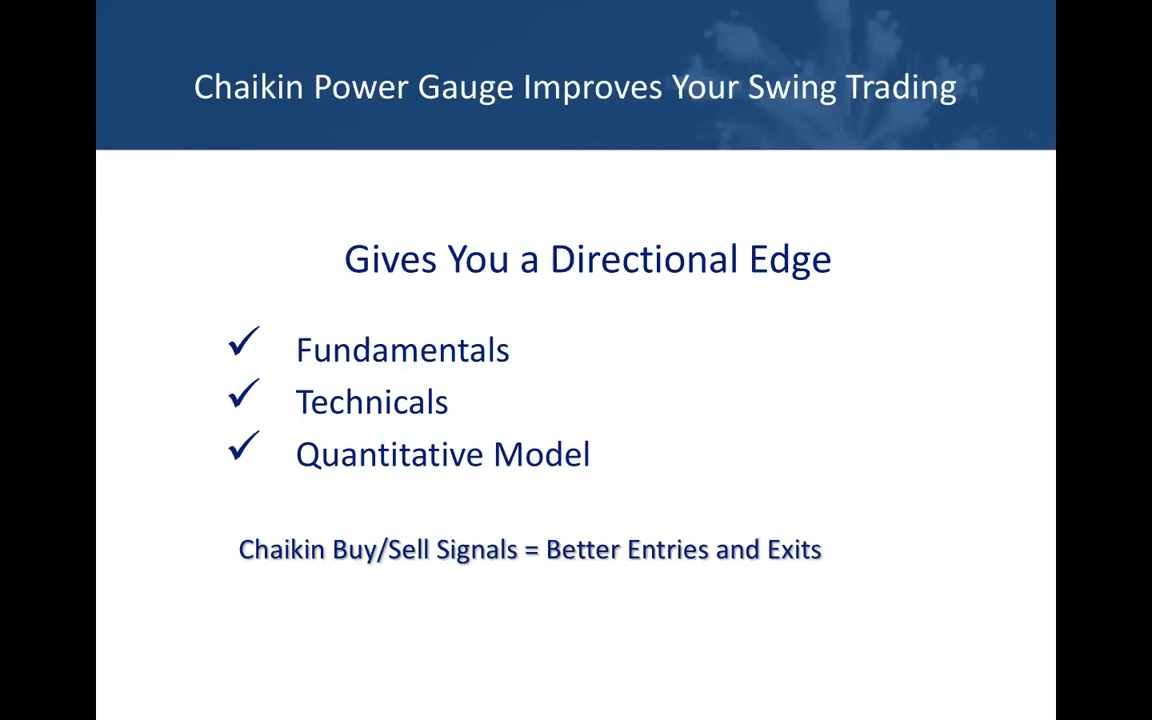 Chaikin Power Gauge Improves Your Swing Trading
Gives You a Directional Edge
✓ Fundamentals
✓ Technicals
✓ Quantitative Model
Chaikin Buy/Sell Signals = Better Entries and Exits